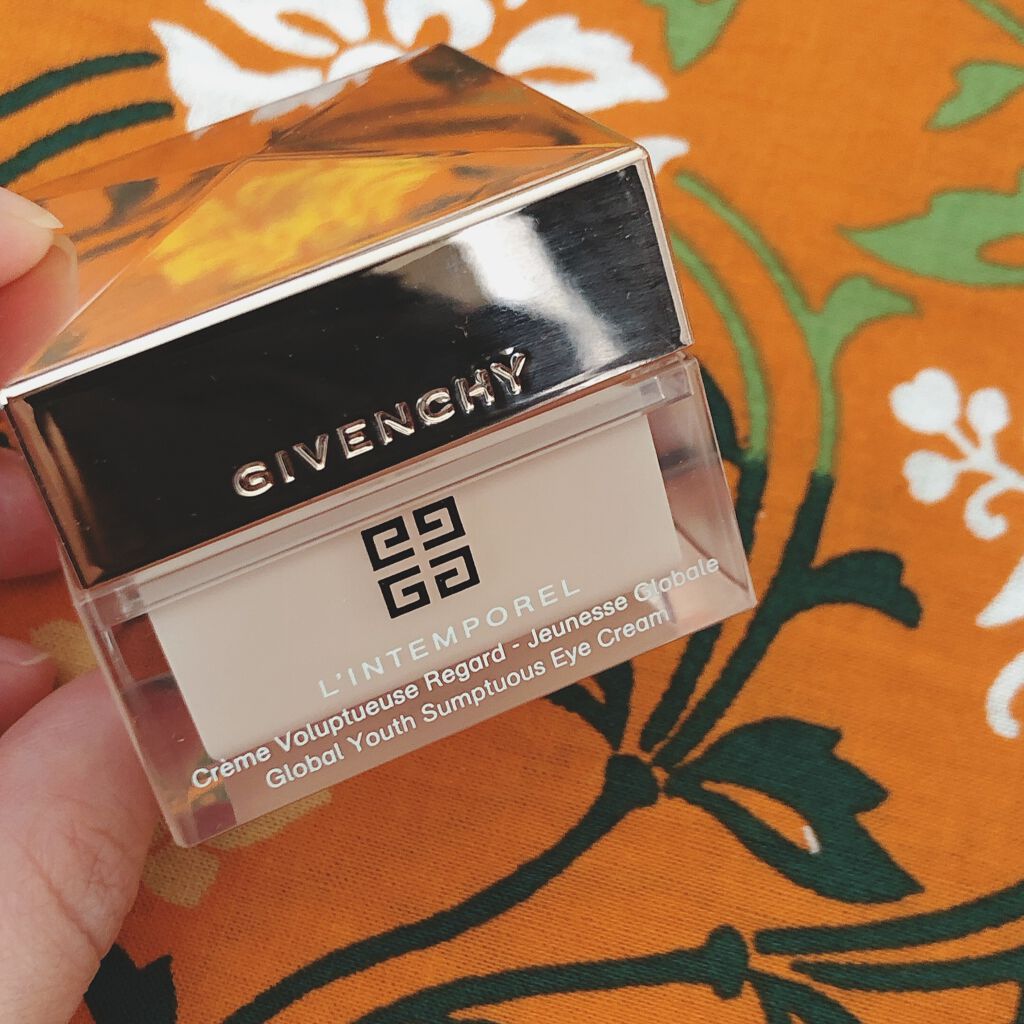 GIVENCHY
L'INTEMPOREL
Crème Voluptueuse Regard - Jeunesse Globale
Global Youth Sumptuous Eye Cream